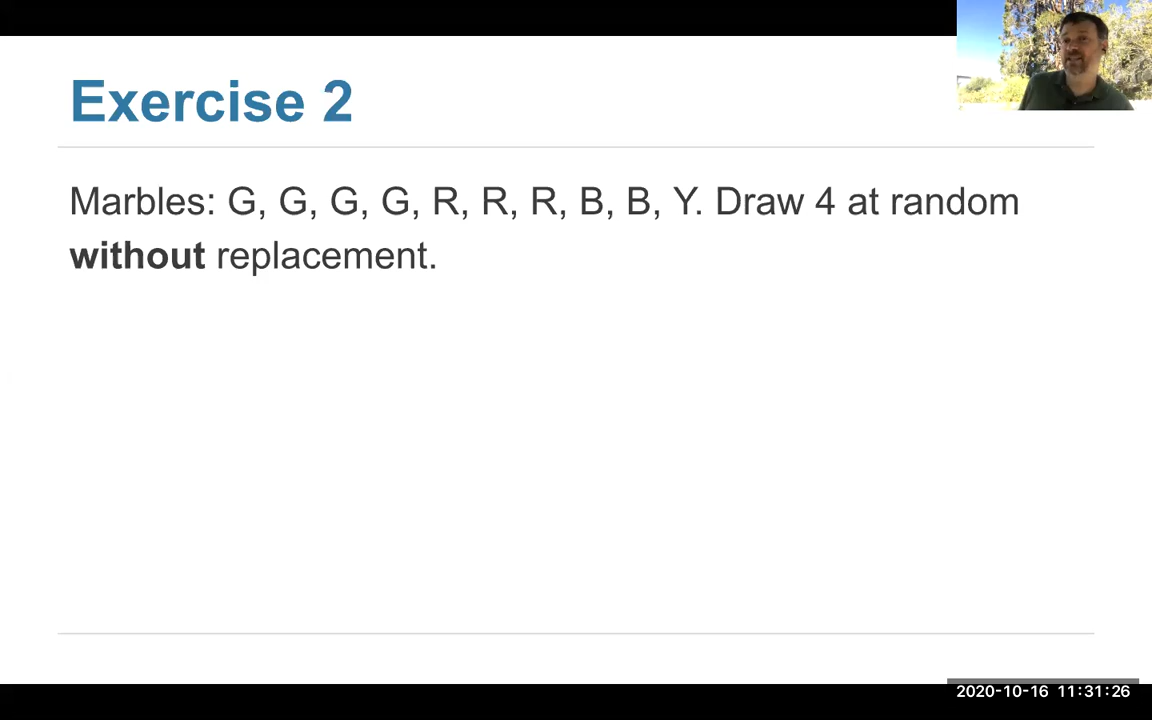 Exercise 2
Marbles: G, G, G, G, R, R, R, B, B, Y. Draw 4 at random
without replacement.
2020-10-16 11:31:26